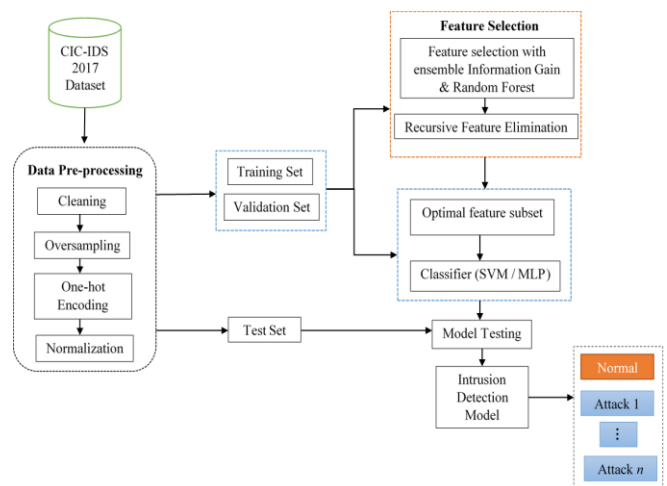 CIC-IDS
2017
Dataset
Data Pre-processing
Cleaning
Oversampling
One-hot
Encoding
Normalization
Training Set
Validation Set
Test Set
Feature Selection
Feature selection with
ensemble Information Gain
& Random Forest
Recursive Feature Elimination
Optimal feature subset
Classifier (SVM / MLP)
Model Testing
Intrusion
Detection
Model
Normal
Attack 1
⋮
Attack n